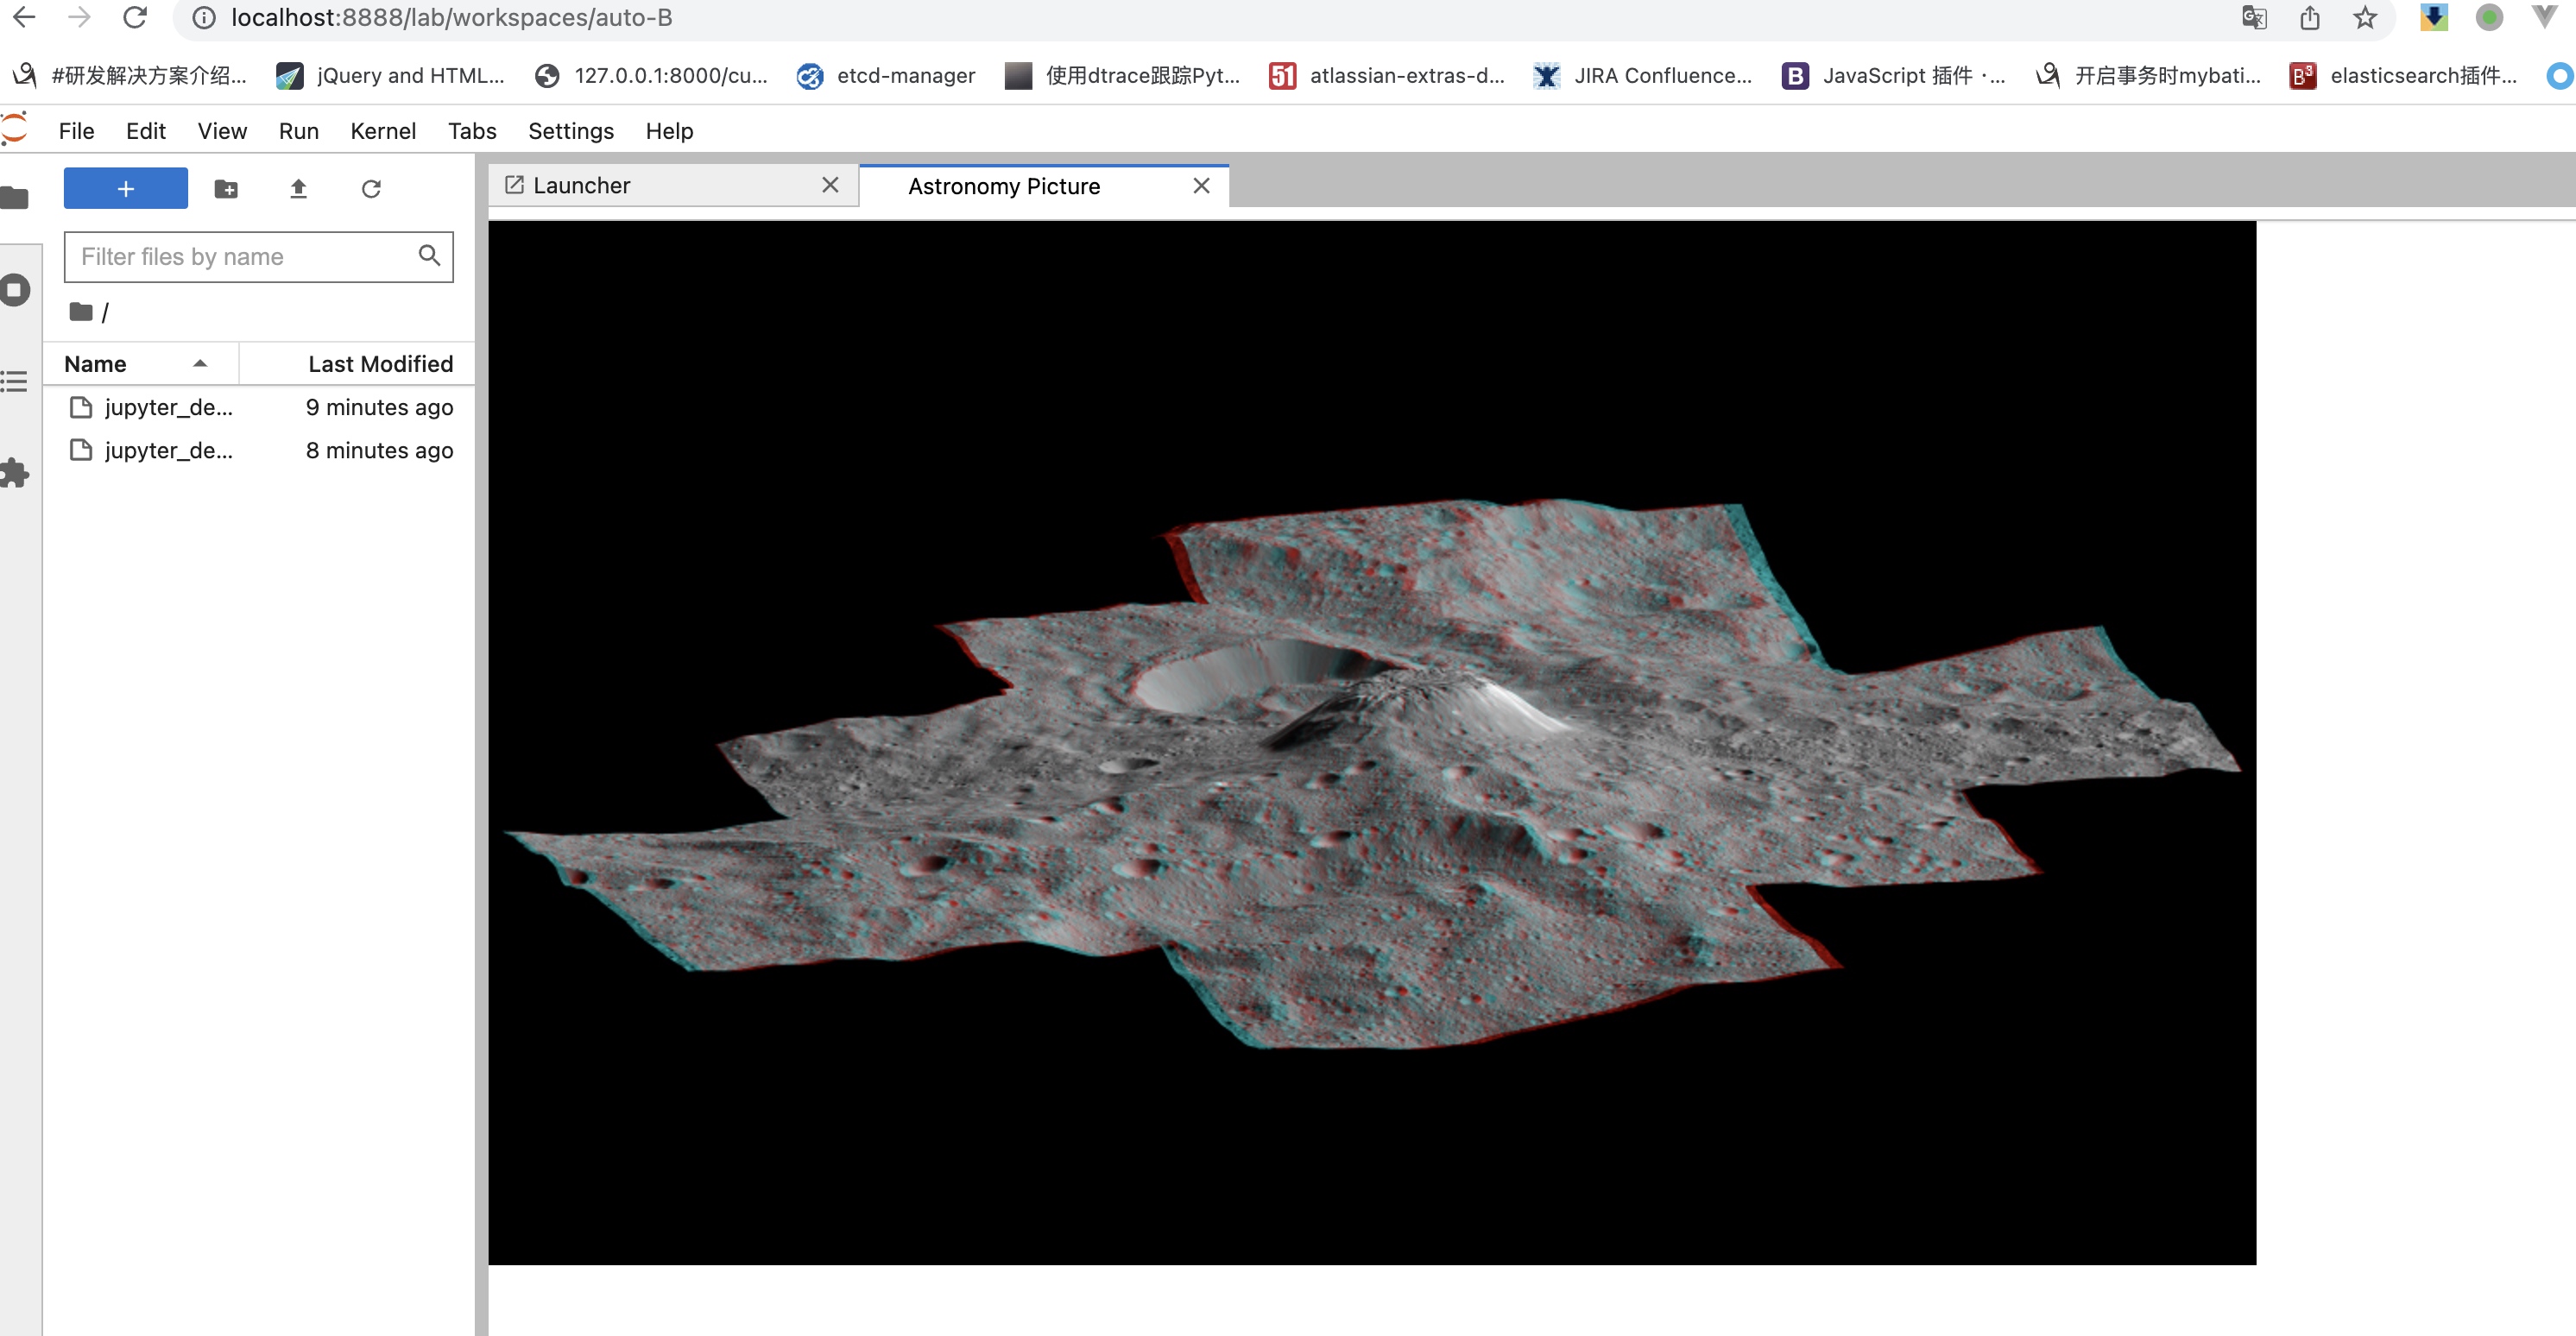 localhost:8888/lab/workspaces/auto-B
#研发解决方案介绍... jQuery and HTML... 127.0.0.1:8000/cu... etcd-manager 使用dtrace跟踪Pyt... 51 atlassian-extras-d... JIRA Confluence... B JavaScript 插件 ·... 开启事务时mybati... B³ elasticsearch插件...
File Edit View Run Kernel Tabs Settings Help
+
Launcher
Astronomy Picture
Filter files by name
/
Name Last Modified
jupyter_de... 9 minutes ago
jupyter_de... 8 minutes ago